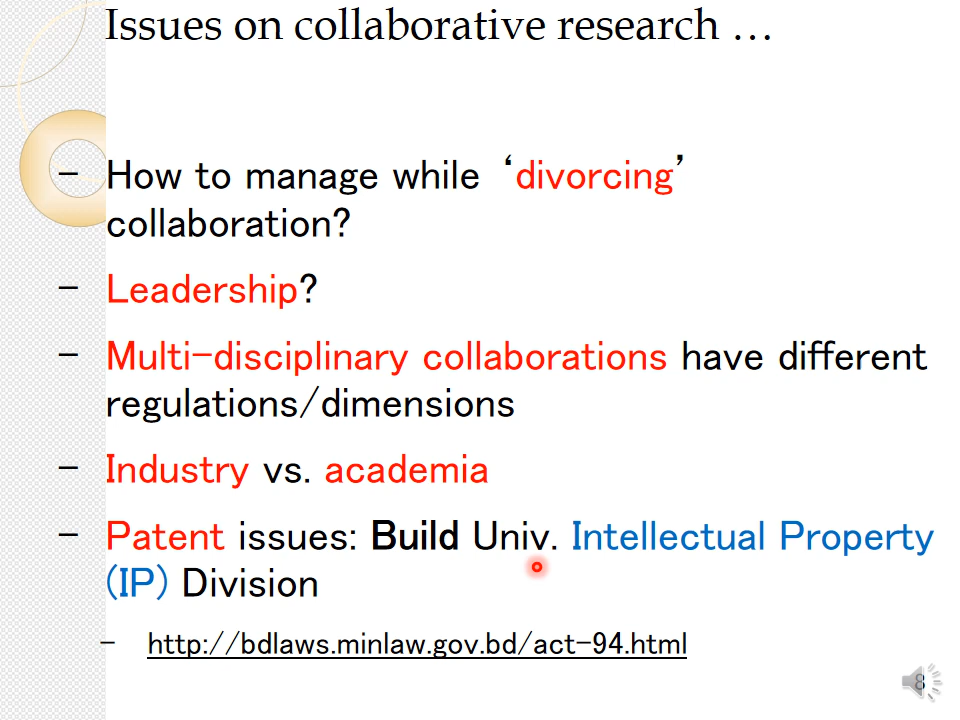 Issues on collaborative research …
– How to manage while ‘divorcing’
collaboration?
– Leadership?
– Multi-disciplinary collaborations have different
regulations/dimensions
– Industry vs. academia
– Patent issues: Build Univ. Intellectual Property
(IP) Division
– http://bdlaws.minlaw.gov.bd/act-94.html
8